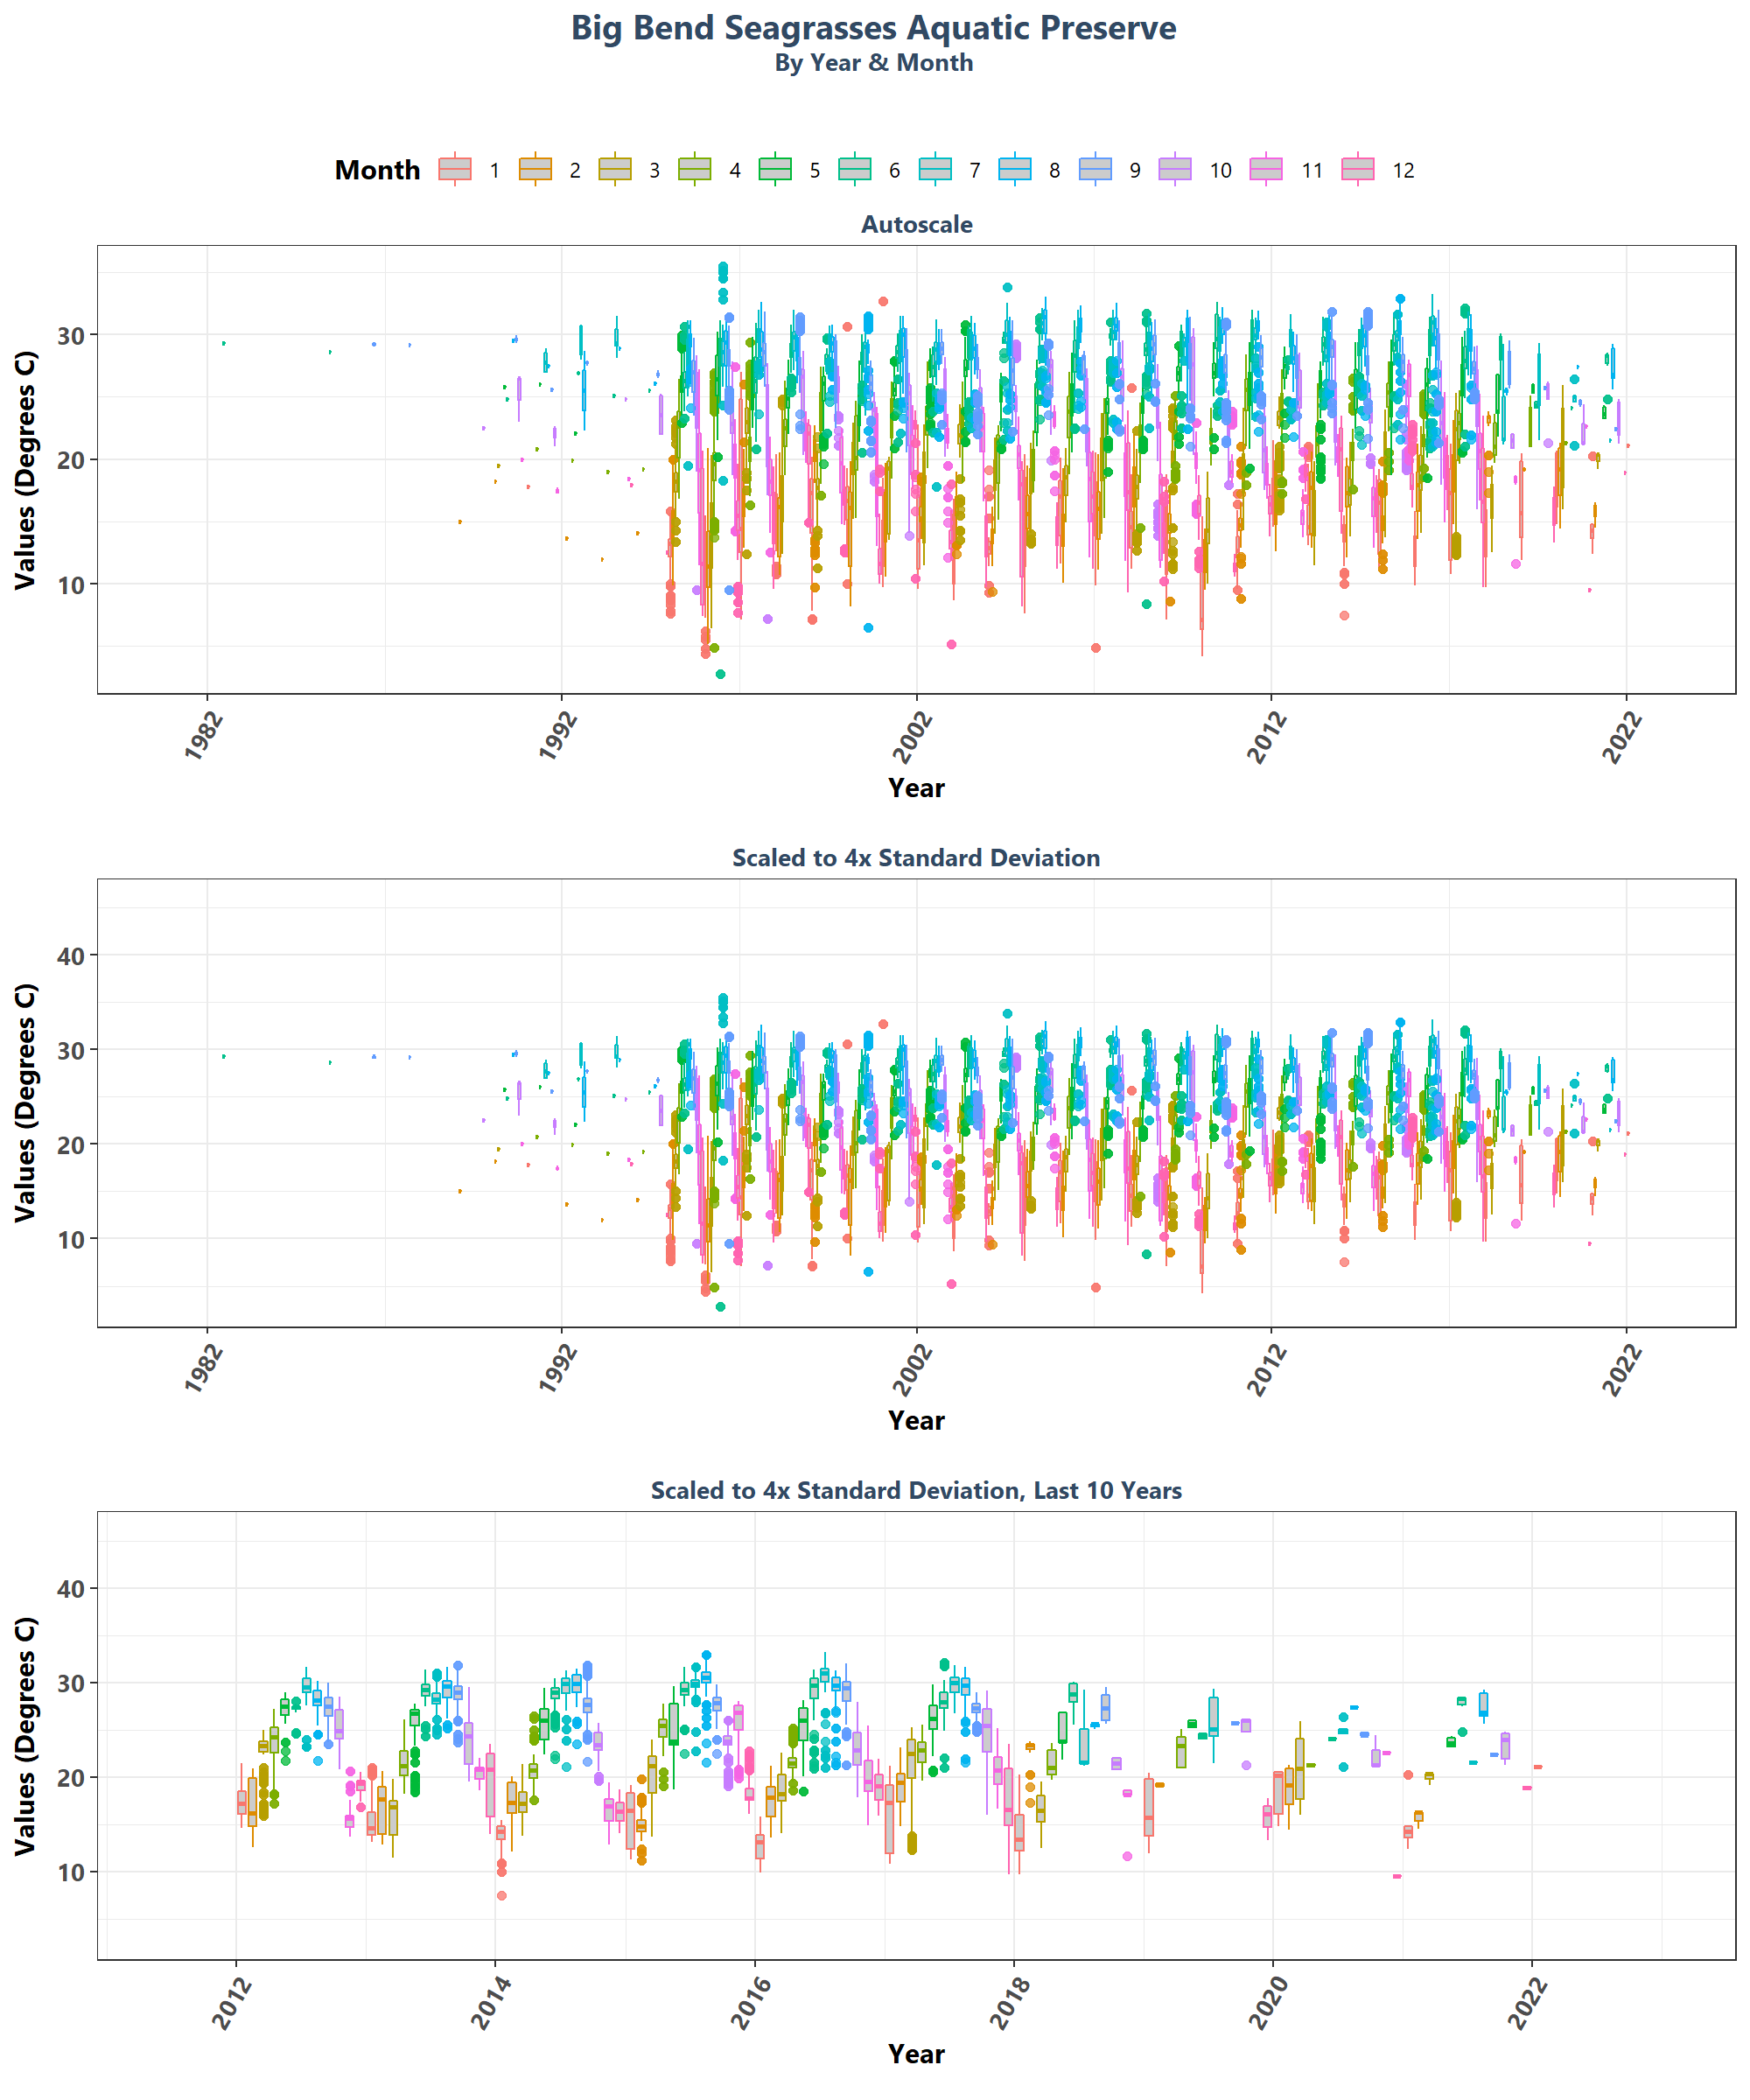 Big Bend Seagrasses Aquatic Preserve
By Year & Month
Month 1 2 3 4 5 6 7 8 9 10 11 12
Autoscale
Values (Degrees C)
30
20
10
1982 1992 2002 2012 2022
Year
Scaled to 4x Standard Deviation
Values (Degrees C)
40
30
20
10
1982 1992 2002 2012 2022
Year
Scaled to 4x Standard Deviation, Last 10 Years
Values (Degrees C)
40
30
20
10
2012 2014 2016 2018 2020 2022
Year